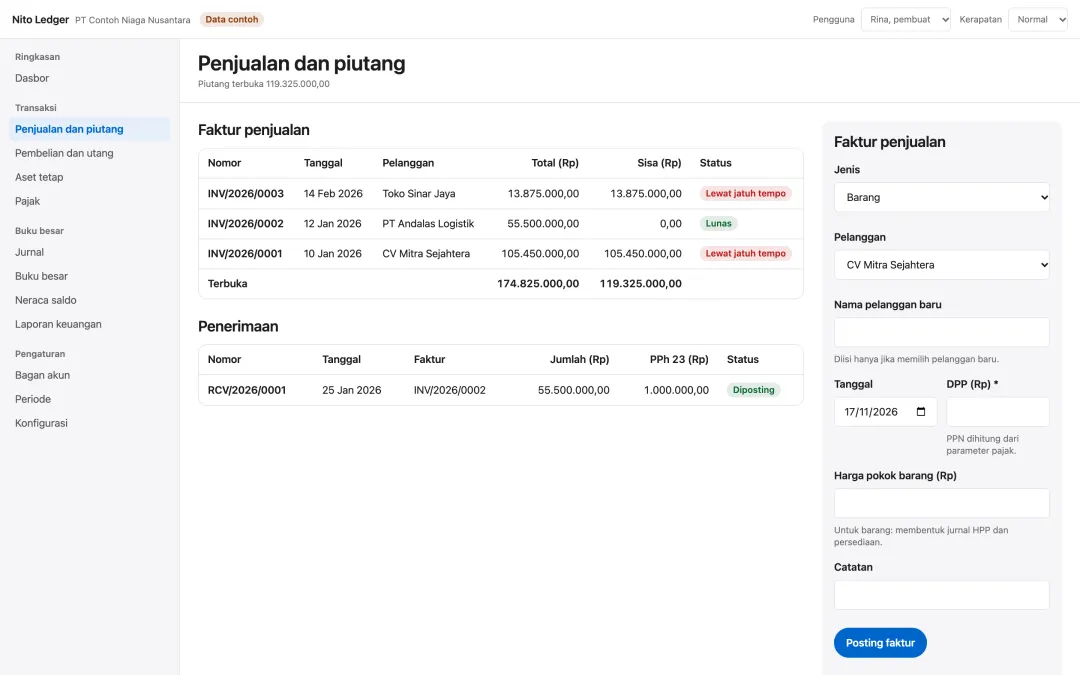 Nito Ledger PT Contoh Niaga Nusantara Data contoh Pengguna Rina, pembuat Kerapatan Normal
Ringkasan
Dasbor
Transaksi
Penjualan dan piutang
Pembelian dan utang
Aset tetap
Pajak
Buku besar
Jurnal
Buku besar
Neraca saldo
Laporan keuangan
Pengaturan
Bagan akun
Periode
Konfigurasi
Penjualan dan piutang
Piutang terbuka 119.325.000,00
Faktur penjualan
Nomor Tanggal Pelanggan Total (Rp) Sisa (Rp) Status
INV/2026/0003 14 Feb 2026 Toko Sinar Jaya 13.875.000,00 13.875.000,00 Lewat jatuh tempo
INV/2026/0002 12 Jan 2026 PT Andalas Logistik 55.500.000,00 0,00 Lunas
INV/2026/0001 10 Jan 2026 CV Mitra Sejahtera 105.450.000,00 105.450.000,00 Lewat jatuh tempo
Terbuka 174.825.000,00 119.325.000,00
Penerimaan
Nomor Tanggal Faktur Jumlah (Rp) PPh 23 (Rp) Status
RCV/2026/0001 25 Jan 2026 INV/2026/0002 55.500.000,00 1.000.000,00 Diposting
Faktur penjualan
Jenis
Barang
Pelanggan
CV Mitra Sejahtera
Nama pelanggan baru
Diisi hanya jika memilih pelanggan baru.
Tanggal DPP (Rp) *
17/11/2026
PPN dihitung dari
parameter pajak.
Harga pokok barang (Rp)
Untuk barang: membentuk jurnal HPP dan
persediaan.
Catatan
Posting faktur